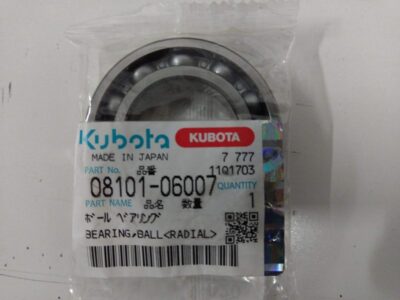 Kubota KUBOTA
MADE IN JAPAN 7 777
PART No. 品番 11Q1703
08101-06007 QUANTITY
PART NAME 品名 数量 1
ボール ベアリング
BEARING,BALL<RADIAL>